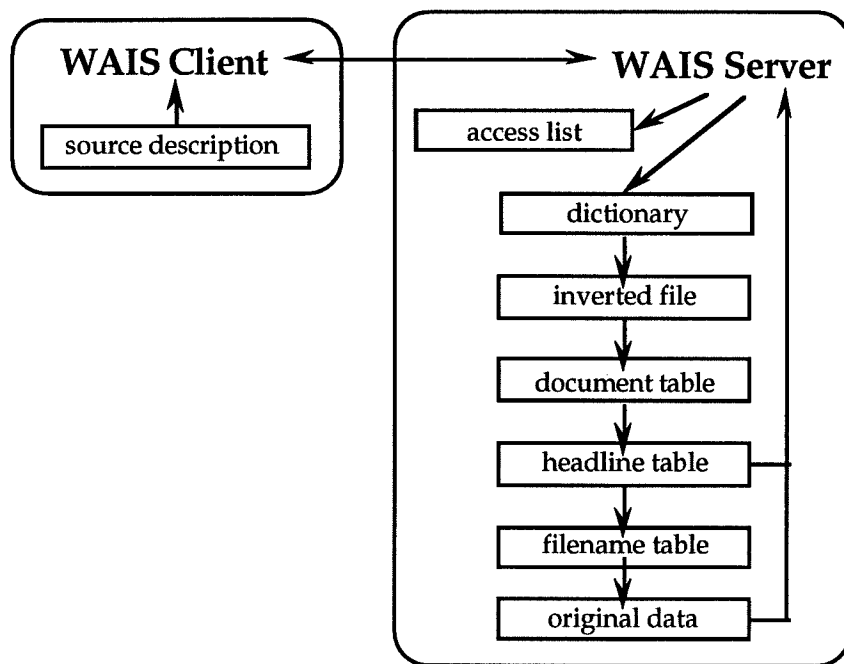 WAIS Client
source description
WAIS Server
access list
dictionary
inverted file
document table
headline table
filename table
original data